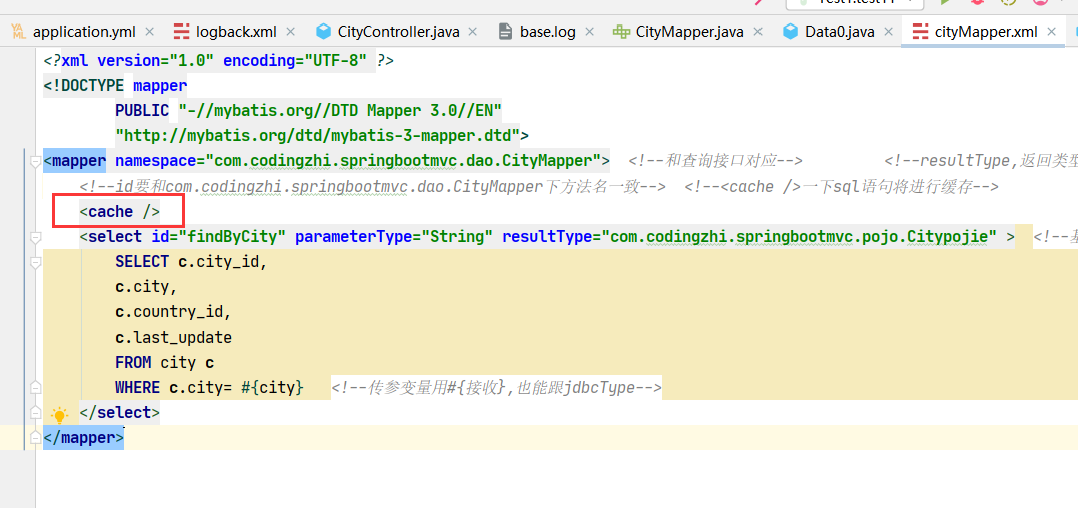 Test1.test11
application.yml
logback.xml
CityController.java
base.log
CityMapper.java
Data0.java
cityMapper.xml
<?xml version="1.0" encoding="UTF-8" ?>
<!DOCTYPE mapper
PUBLIC "-//mybatis.org//DTD Mapper 3.0//EN"
"http://mybatis.org/dtd/mybatis-3-mapper.dtd">
<mapper namespace="com.codingzhi.springbootmvc.dao.CityMapper"> <!--和查询接口对应--> <!--resultType,返回类型
<!--id要和com.codingzhi.springbootmvc.dao.CityMapper下方法名一致--> <!--<cache />一下sql语句将进行缓存-->
<cache />
<select id="findByCity" parameterType="String" resultType="com.codingzhi.springbootmvc.pojo.Citypojie" > <!--基
SELECT c.city_id,
c.city,
c.country_id,
c.last_update
FROM city c
WHERE c.city= #{city} <!--传参变量用#{接收},也能跟jdbcType-->
</select>
</mapper>